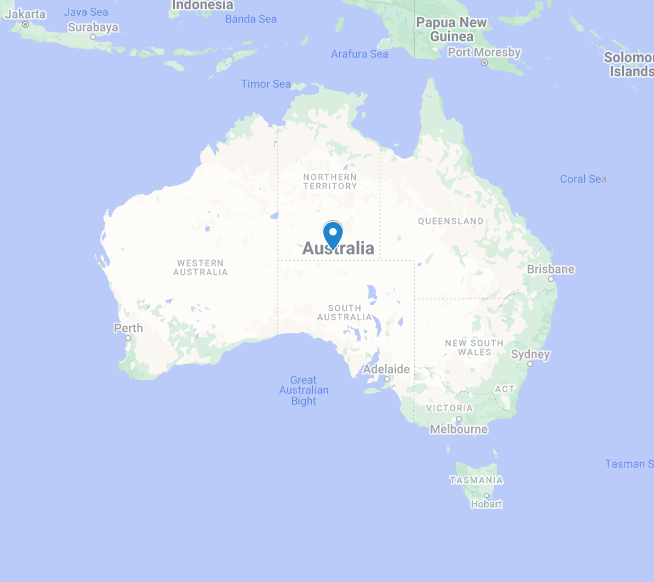 Indonesia
Jakarta
Java Sea
Surabaya
Banda Sea
Papua New
Guinea
Port Moresby
Arafura Sea
Solomon
Islands
Timor Sea
Coral Sea
NORTHERN
TERRITORY
QUEENSLAND
Australia
WESTERN
AUSTRALIA
Brisbane
SOUTH
AUSTRALIA
Perth
NEW SOUTH
WALES
Sydney
Adelaide
Great
Australian
Bight
ACT
VICTORIA
Melbourne
Tasman S
TASMANIA
Hobart